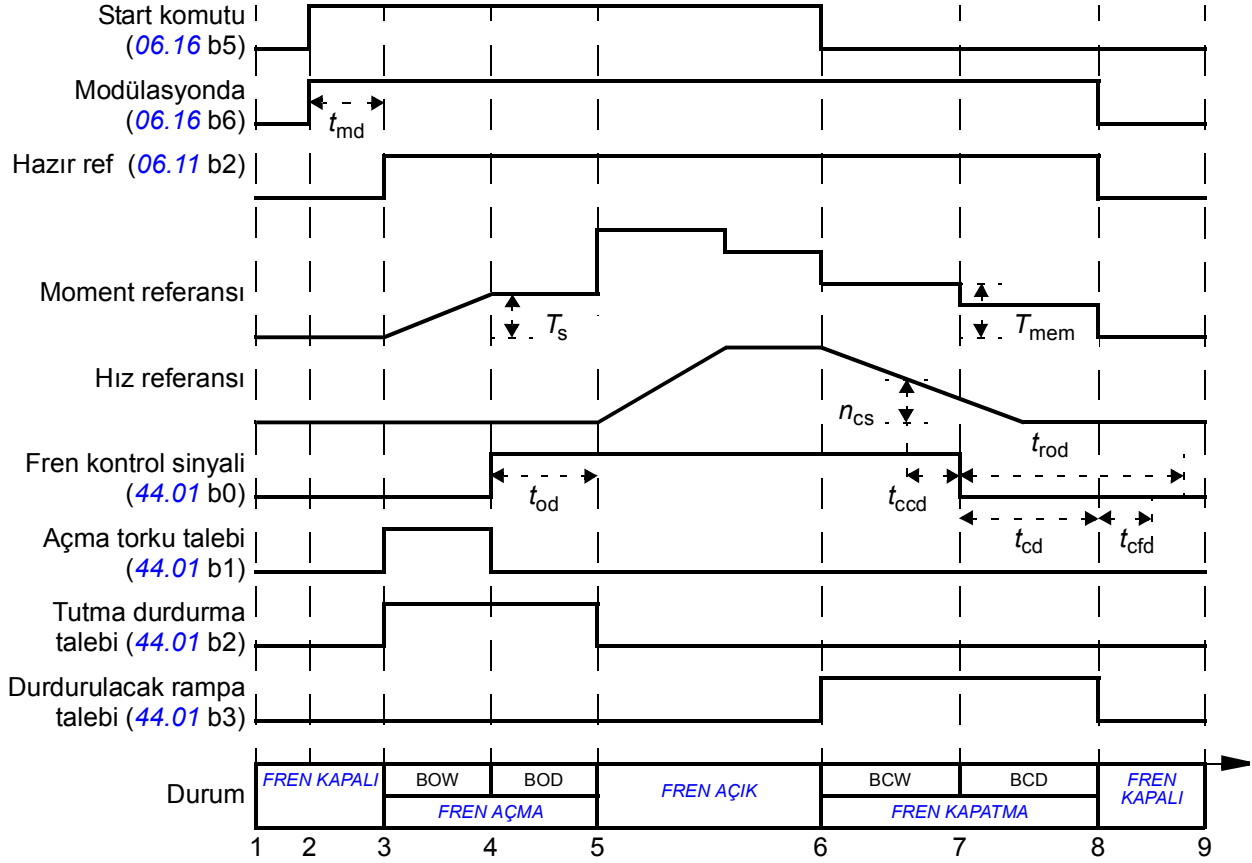 Start komutu
(06.16 b5)
Modülasyonda
(06.16 b6)
tmd
Hazır ref (06.11 b2)
Moment referansı
Ts
Tmem
Hız referansı
ncs
trod
Fren kontrol sinyali
(44.01 b0)
tod
tccd
tcd
tcfd
Açma torku talebi
(44.01 b1)
Tutma durdurma
talebi (44.01 b2)
Durdurulacak rampa
talebi (44.01 b3)
Durum
FREN KAPALI
BOW
BOD
FREN AÇMA
FREN AÇIK
BCW
BCD
FREN KAPATMA
FREN
KAPALI
1 2 3 4 5 6 7 8 9